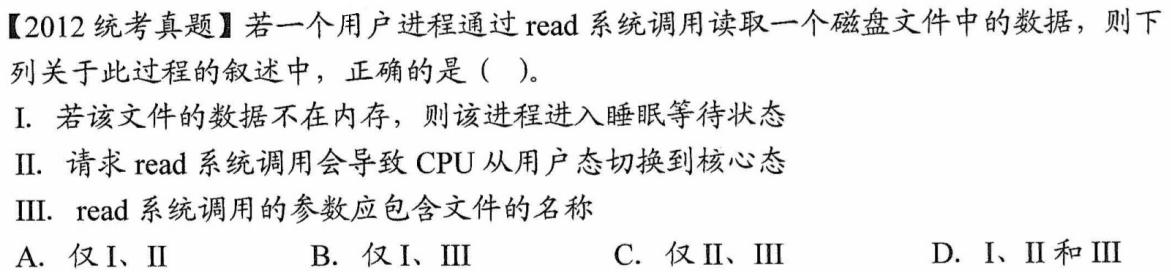 【2012 统考真题】若一个用户进程通过 read 系统调用读取一个磁盘文件中的数据，则下
列关于此过程的叙述中，正确的是（ ）。
I. 若该文件的数据不在内存，则该进程进入睡眠等待状态
II. 请求 read 系统调用会导致 CPU 从用户态切换到核心态
III. read 系统调用的参数应包含文件的名称
A. 仅 I、II B. 仅 I、III C. 仅 II、III D. I、II 和 III